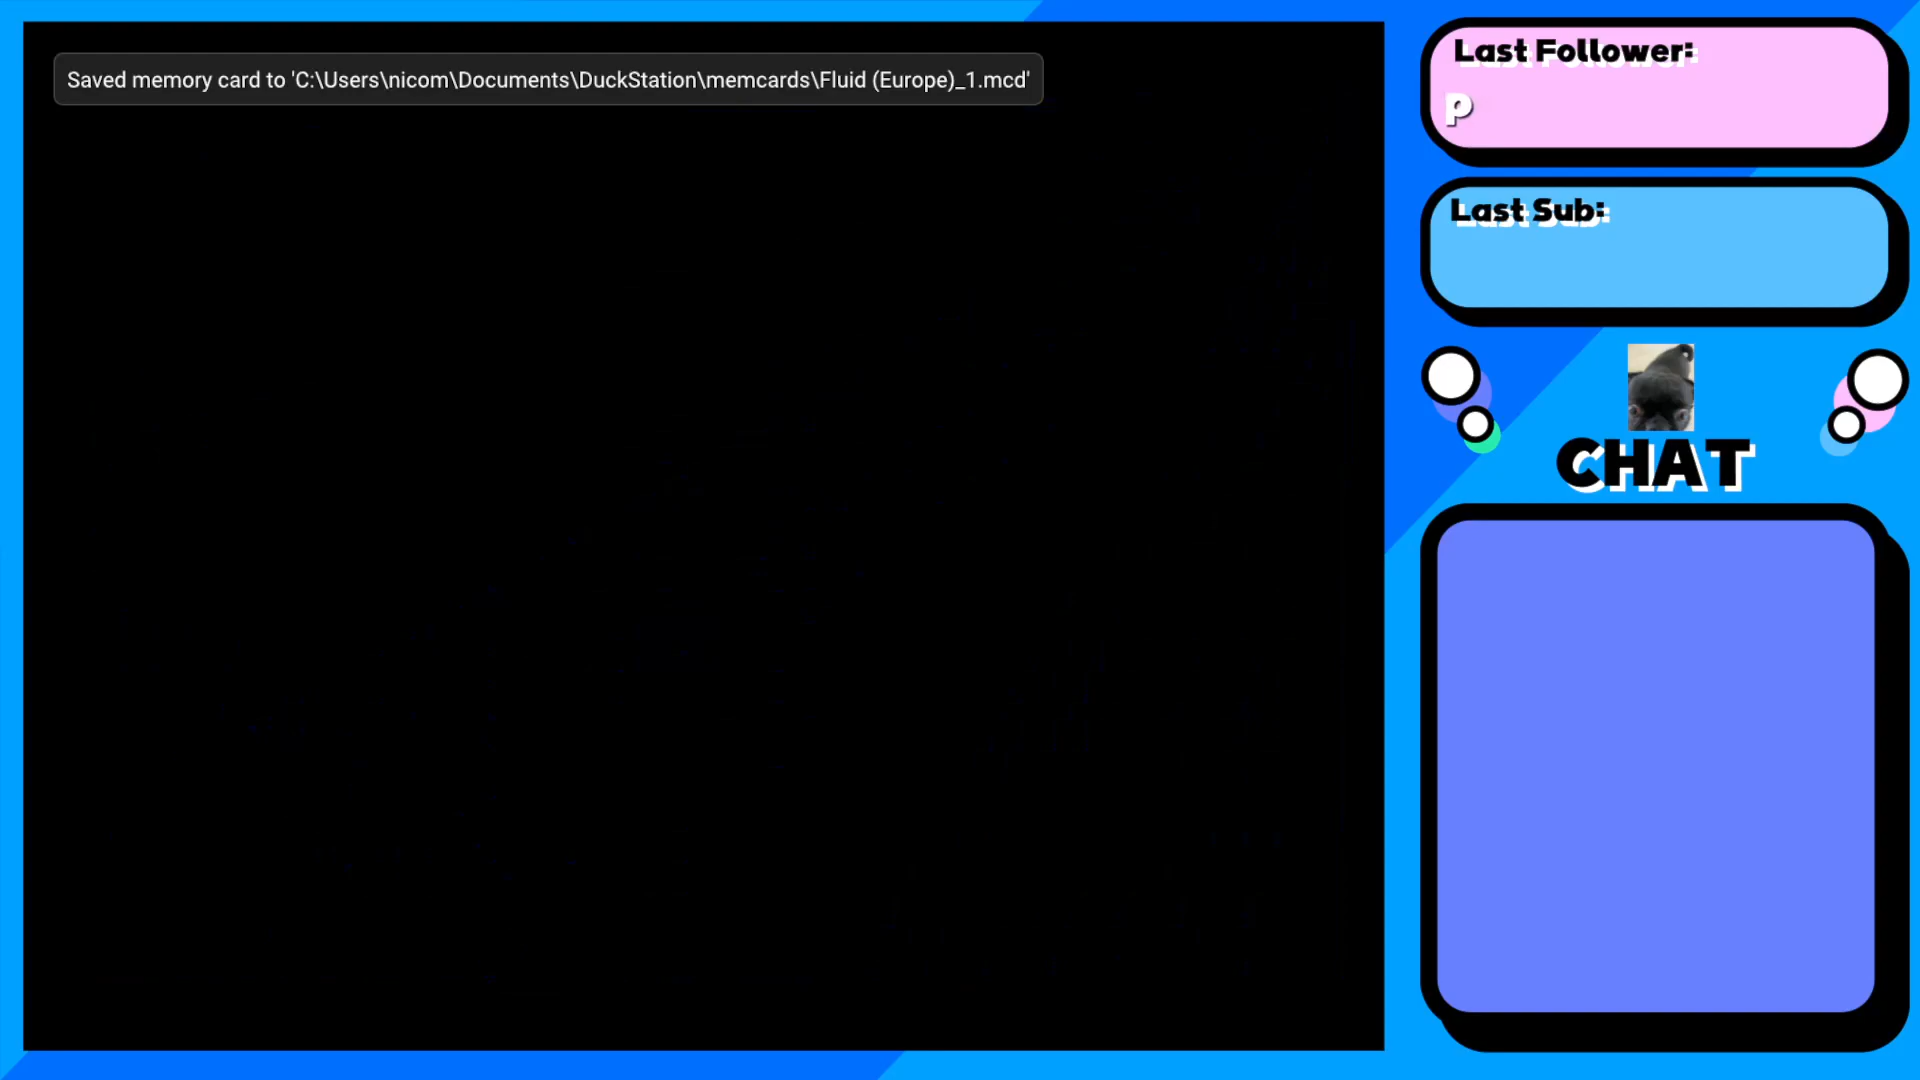 Saved memory card to 'C:\Users\nicom\Documents\DuckStation\memcards\Fluid (Europe)_1.mcd'
Last Follower:
P
Last Sub:
CHAT